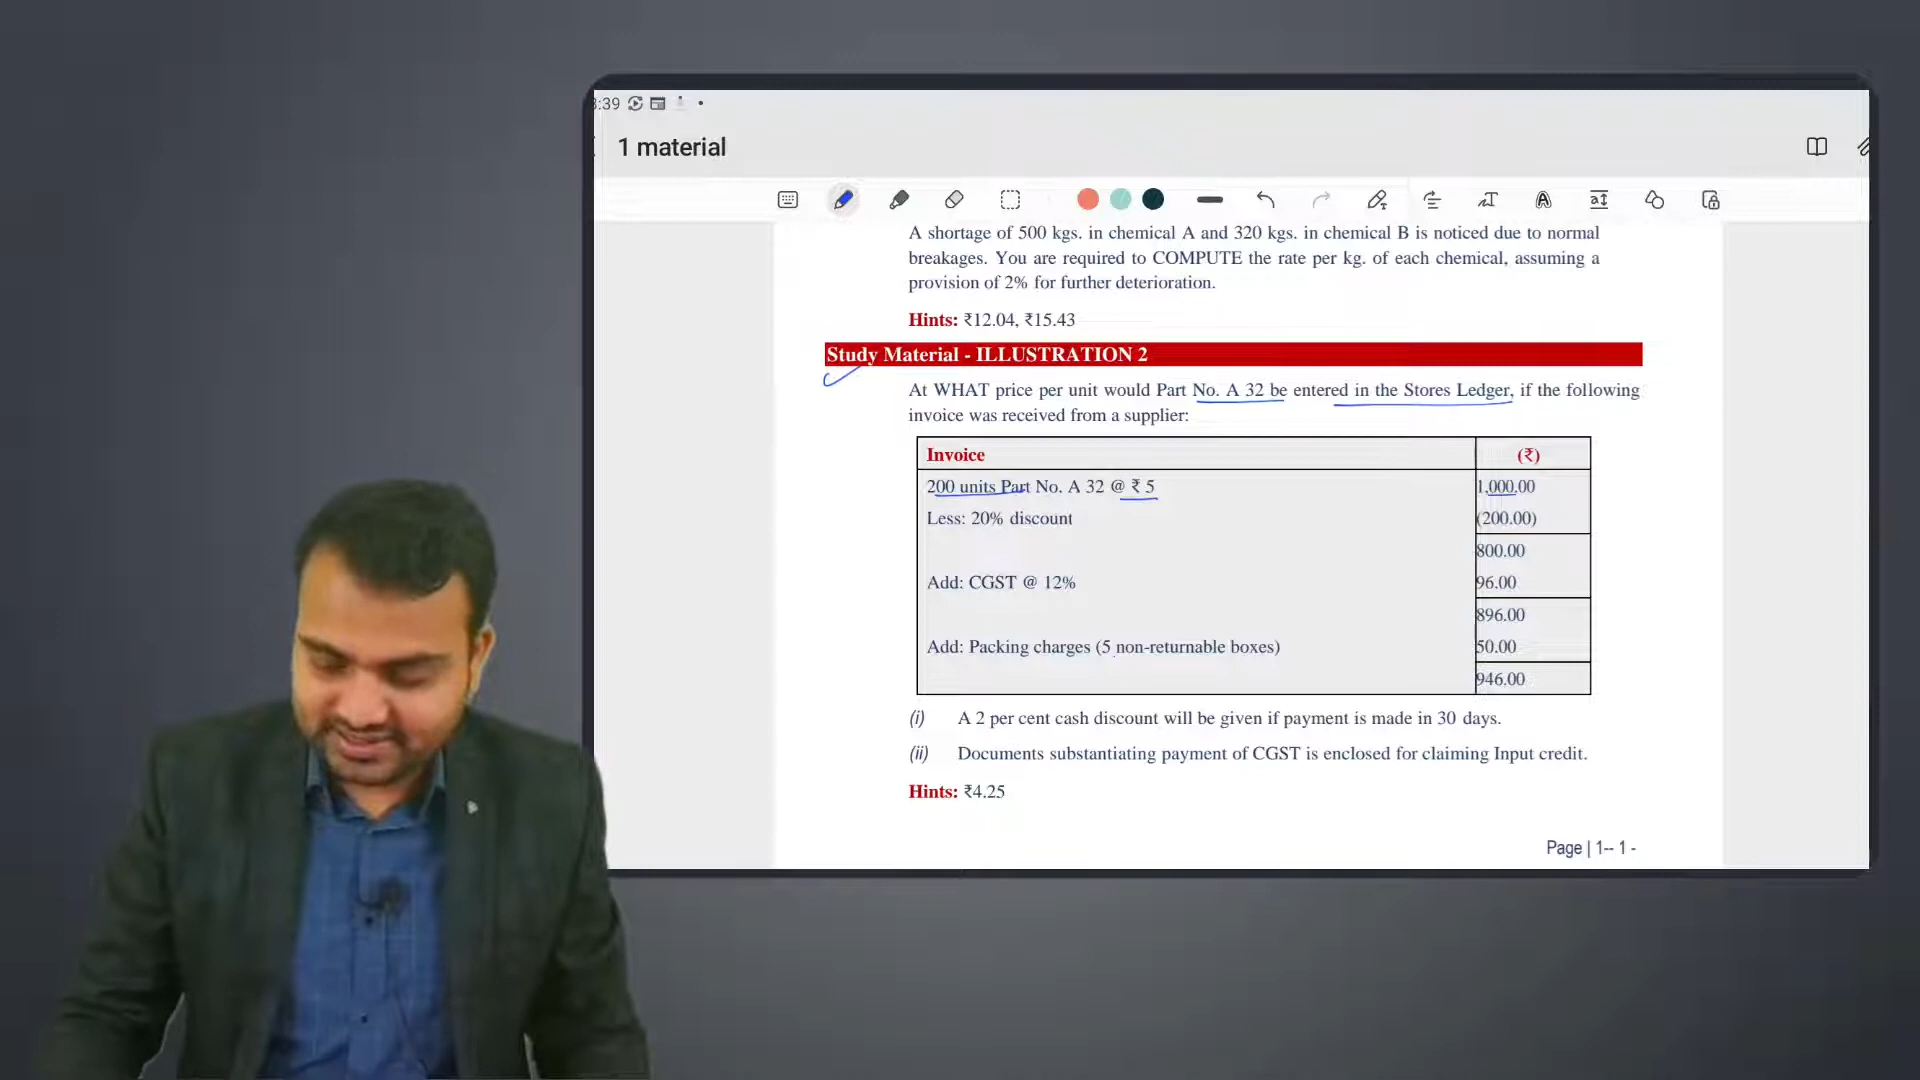 :39
1 material
A shortage of 500 kgs. in chemical A and 320 kgs. in chemical B is noticed due to normal
breakages. You are required to COMPUTE the rate per kg. of each chemical, assuming a
provision of 2% for further deterioration.
Hints: ₹12.04, ₹15.43
Study Material - ILLUSTRATION 2
At WHAT price per unit would Part No. A 32 be entered in the Stores Ledger, if the following
invoice was received from a supplier:
Invoice (₹)
200 units Part No. A 32 @ ₹ 5 1,000.00
Less: 20% discount (200.00)
800.00
Add: CGST @ 12% 96.00
896.00
Add: Packing charges (5 non-returnable boxes) 50.00
946.00
(i) A 2 per cent cash discount will be given if payment is made in 30 days.
(ii) Documents substantiating payment of CGST is enclosed for claiming Input credit.
Hints: ₹4.25
Page | 1-- 1 -